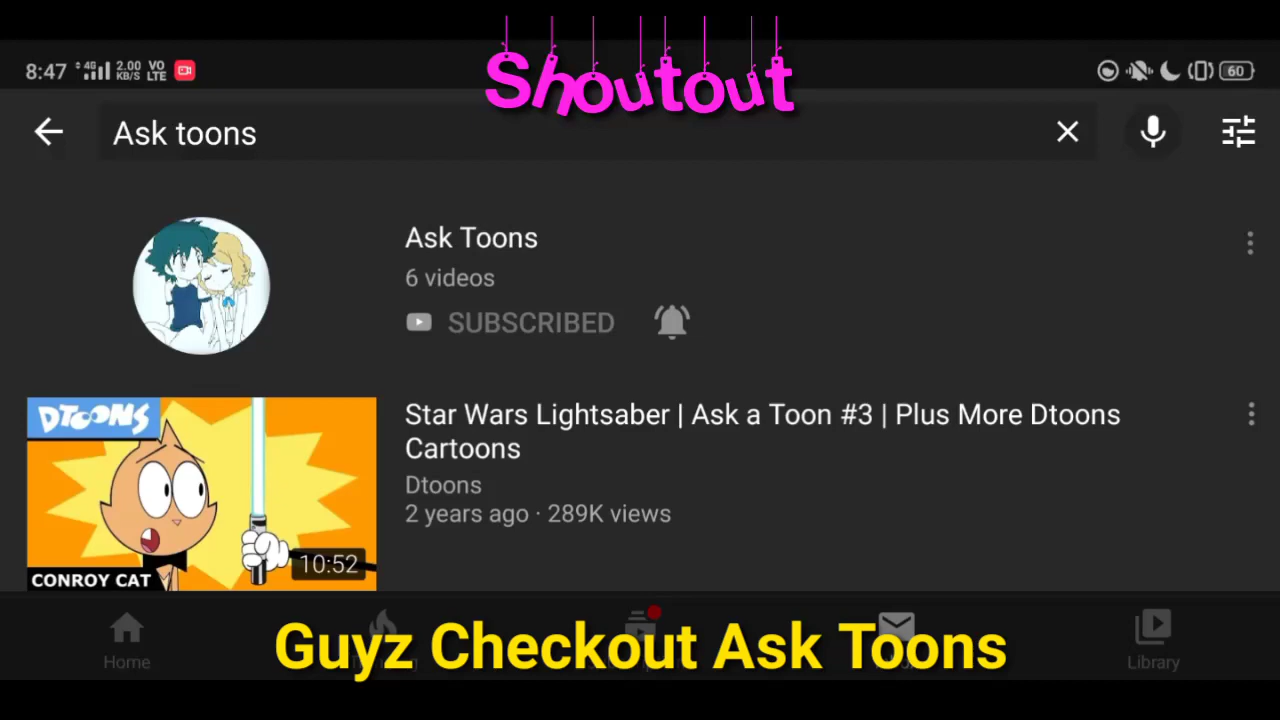 Shoutout
8:47 4G 2.00 KB/S VO LTE 60
Ask toons
Ask Toons
6 videos
SUBSCRIBED
DTOONS
Star Wars Lightsaber | Ask a Toon #3 | Plus More Dtoons
Cartoons
Dtoons
2 years ago · 289K views
10:52
CONROY CAT
Guyz Checkout Ask Toons
Home
Library